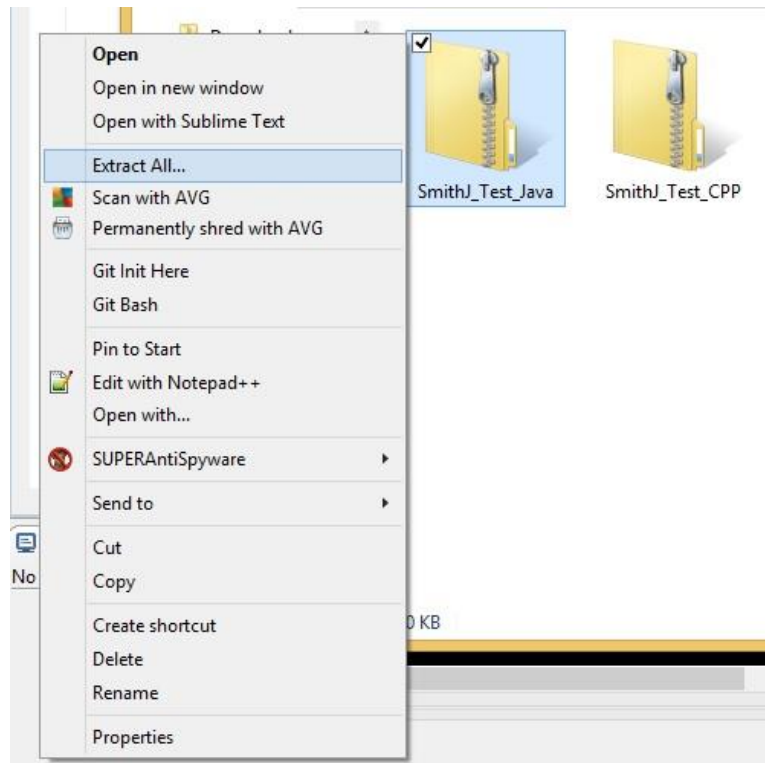 Open
Open in new window
Open with Sublime Text
Extract All...
Scan with AVG
Permanently shred with AVG
Git Init Here
Git Bash
Pin to Start
Edit with Notepad++
Open with...
SUPERAntiSpyware
Send to
Cut
Copy
Create shortcut
Delete
Rename
Properties
SmithJ_Test_Java
SmithJ_Test_CPP
No
KB